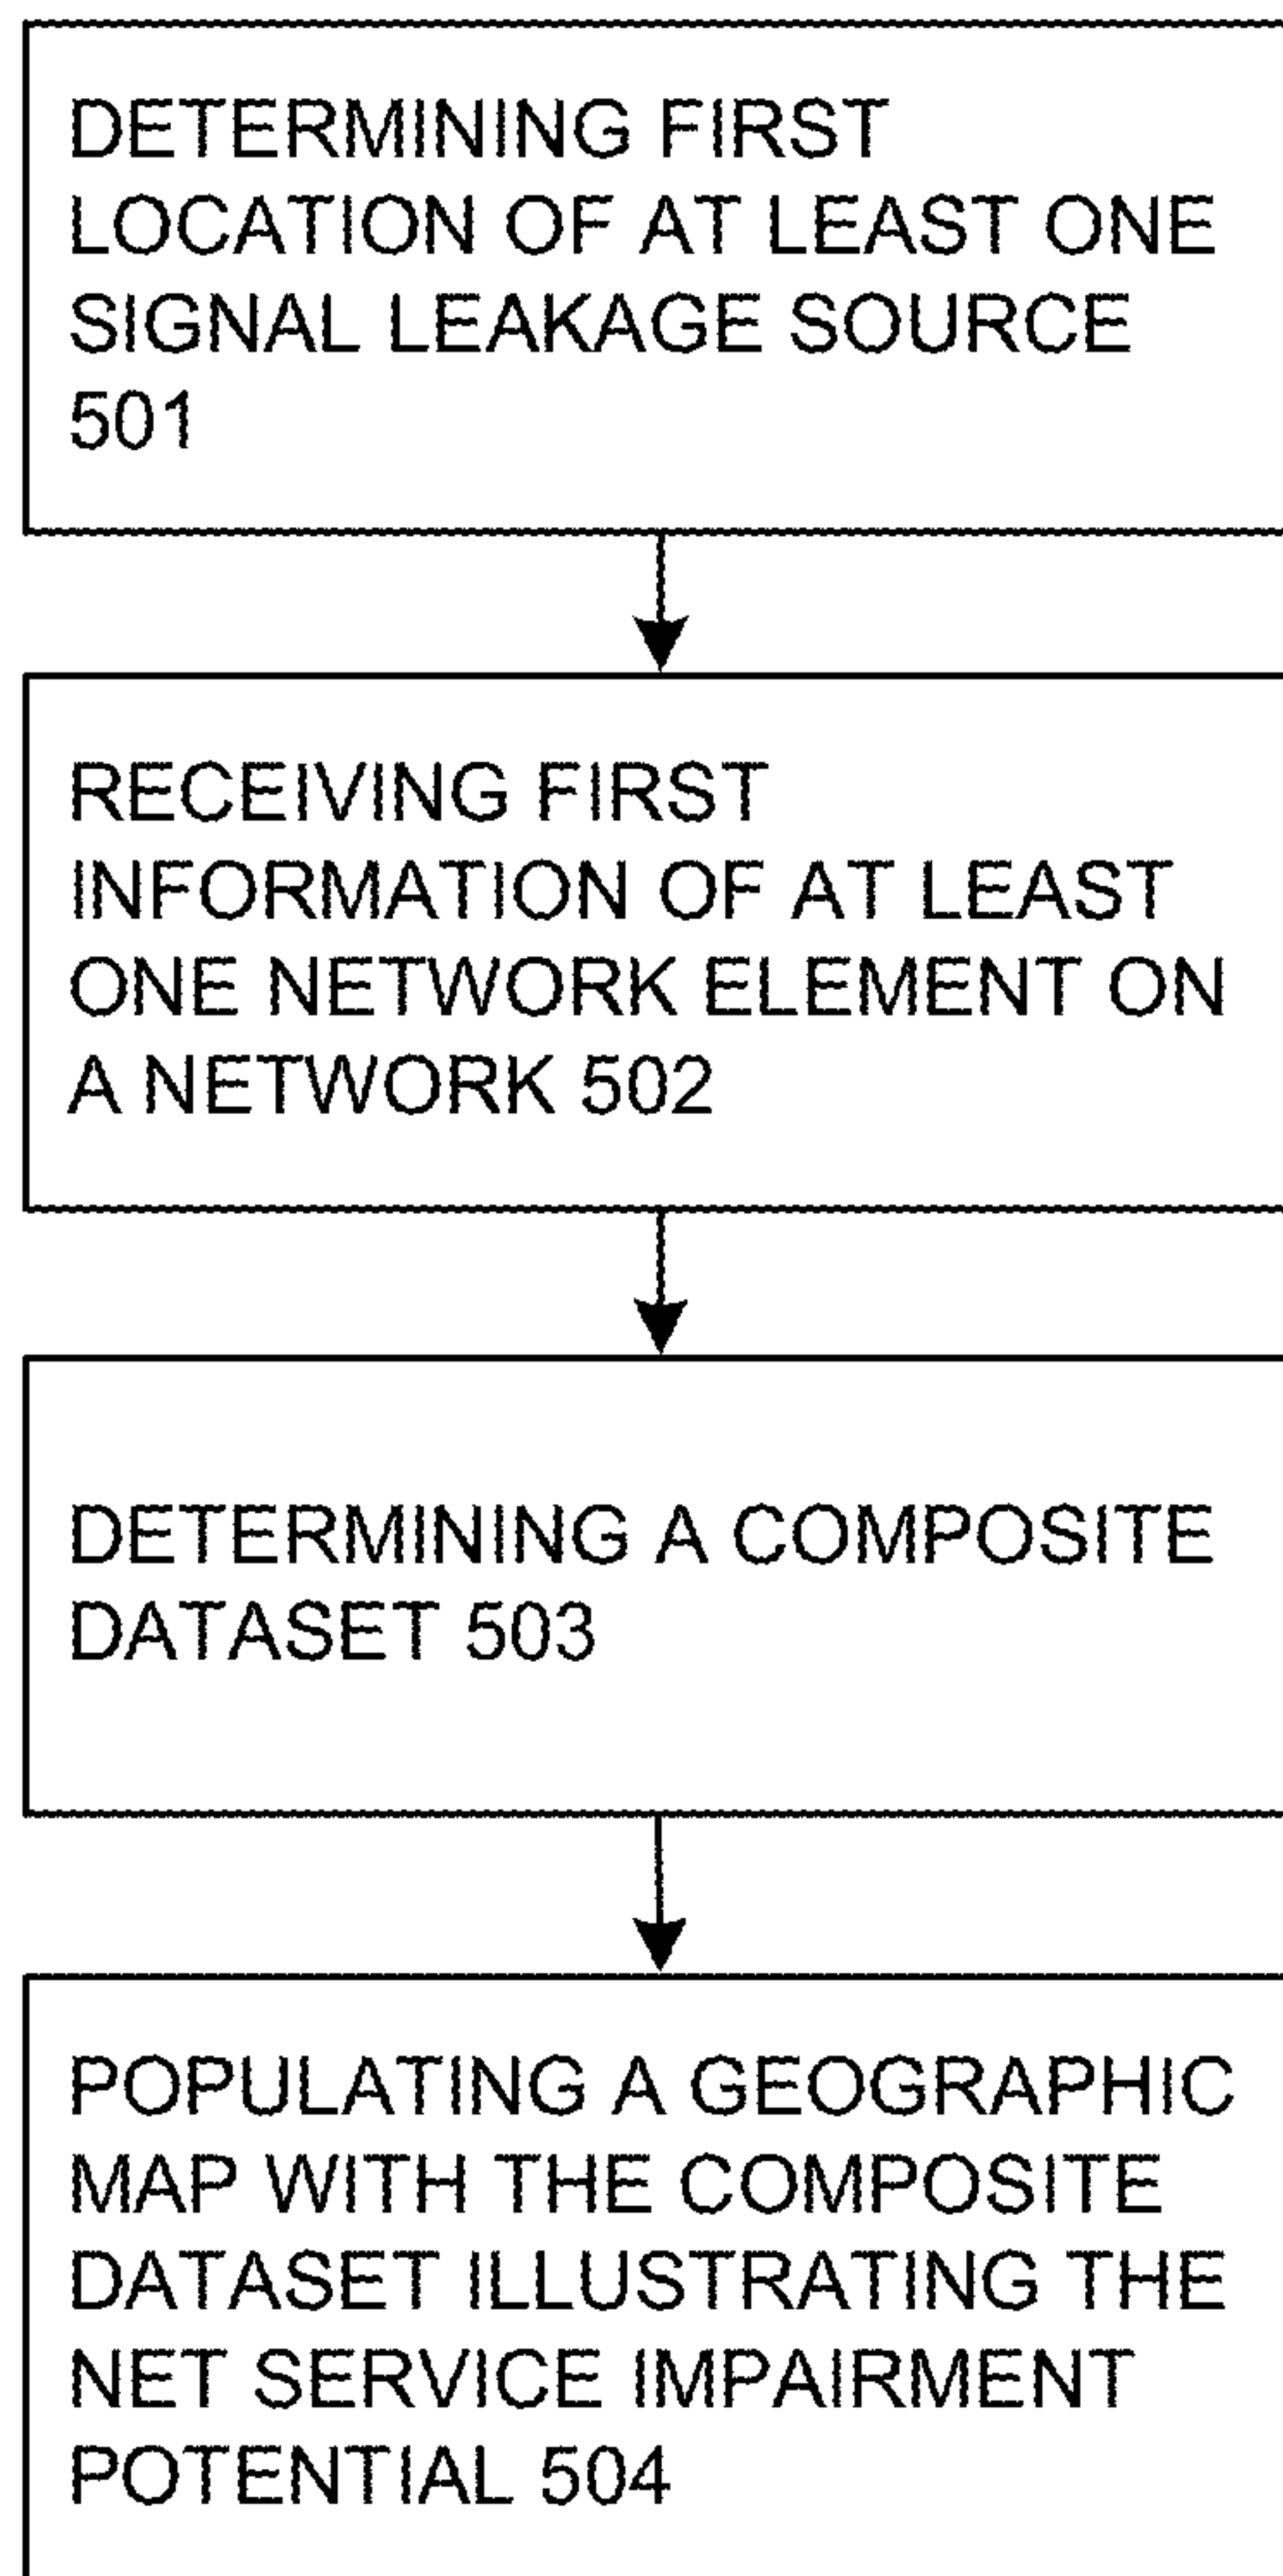 DETERMINING FIRST
LOCATION OF AT LEAST ONE
SIGNAL LEAKAGE SOURCE
501
RECEIVING FIRST
INFORMATION OF AT LEAST
ONE NETWORK ELEMENT ON
A NETWORK 502
DETERMINING A COMPOSITE
DATASET 503
POPULATING A GEOGRAPHIC
MAP WITH THE COMPOSITE
DATASET ILLUSTRATING THE
NET SERVICE IMPAIRMENT
POTENTIAL 504